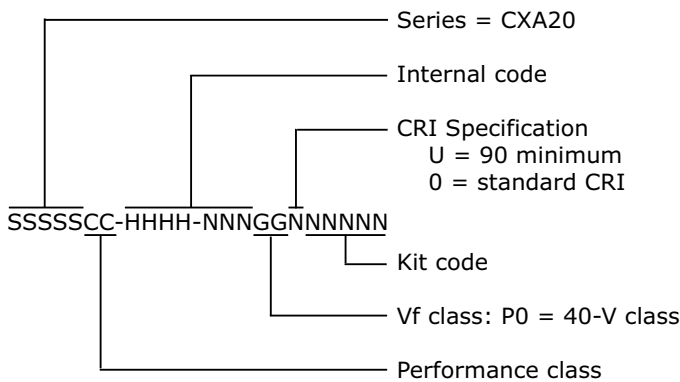 Series = CXA20
Internal code
CRI Specification
U = 90 minimum
0 = standard CRI
SSSSSCC-HHHH-NNNGGNNNNNN
Kit code
Vf class: P0 = 40-V class
Performance class